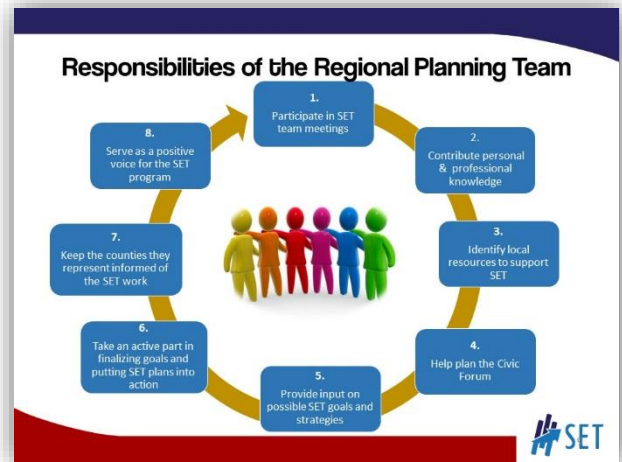 Responsibilities of the Regional Planning Team
1.
Participate in SET
team meetings
2.
Contribute personal
& professional
knowledge
3.
Identify local
resources to support
SET
4.
Help plan the Civic
Forum
5.
Provide input on
possible SET goals and
strategies
6.
Take an active part in
finalizing goals and
putting SET plans into
action
7.
Keep the counties they
represent informed of
the SET work
8.
Serve as a positive
voice for the SET
program
SET